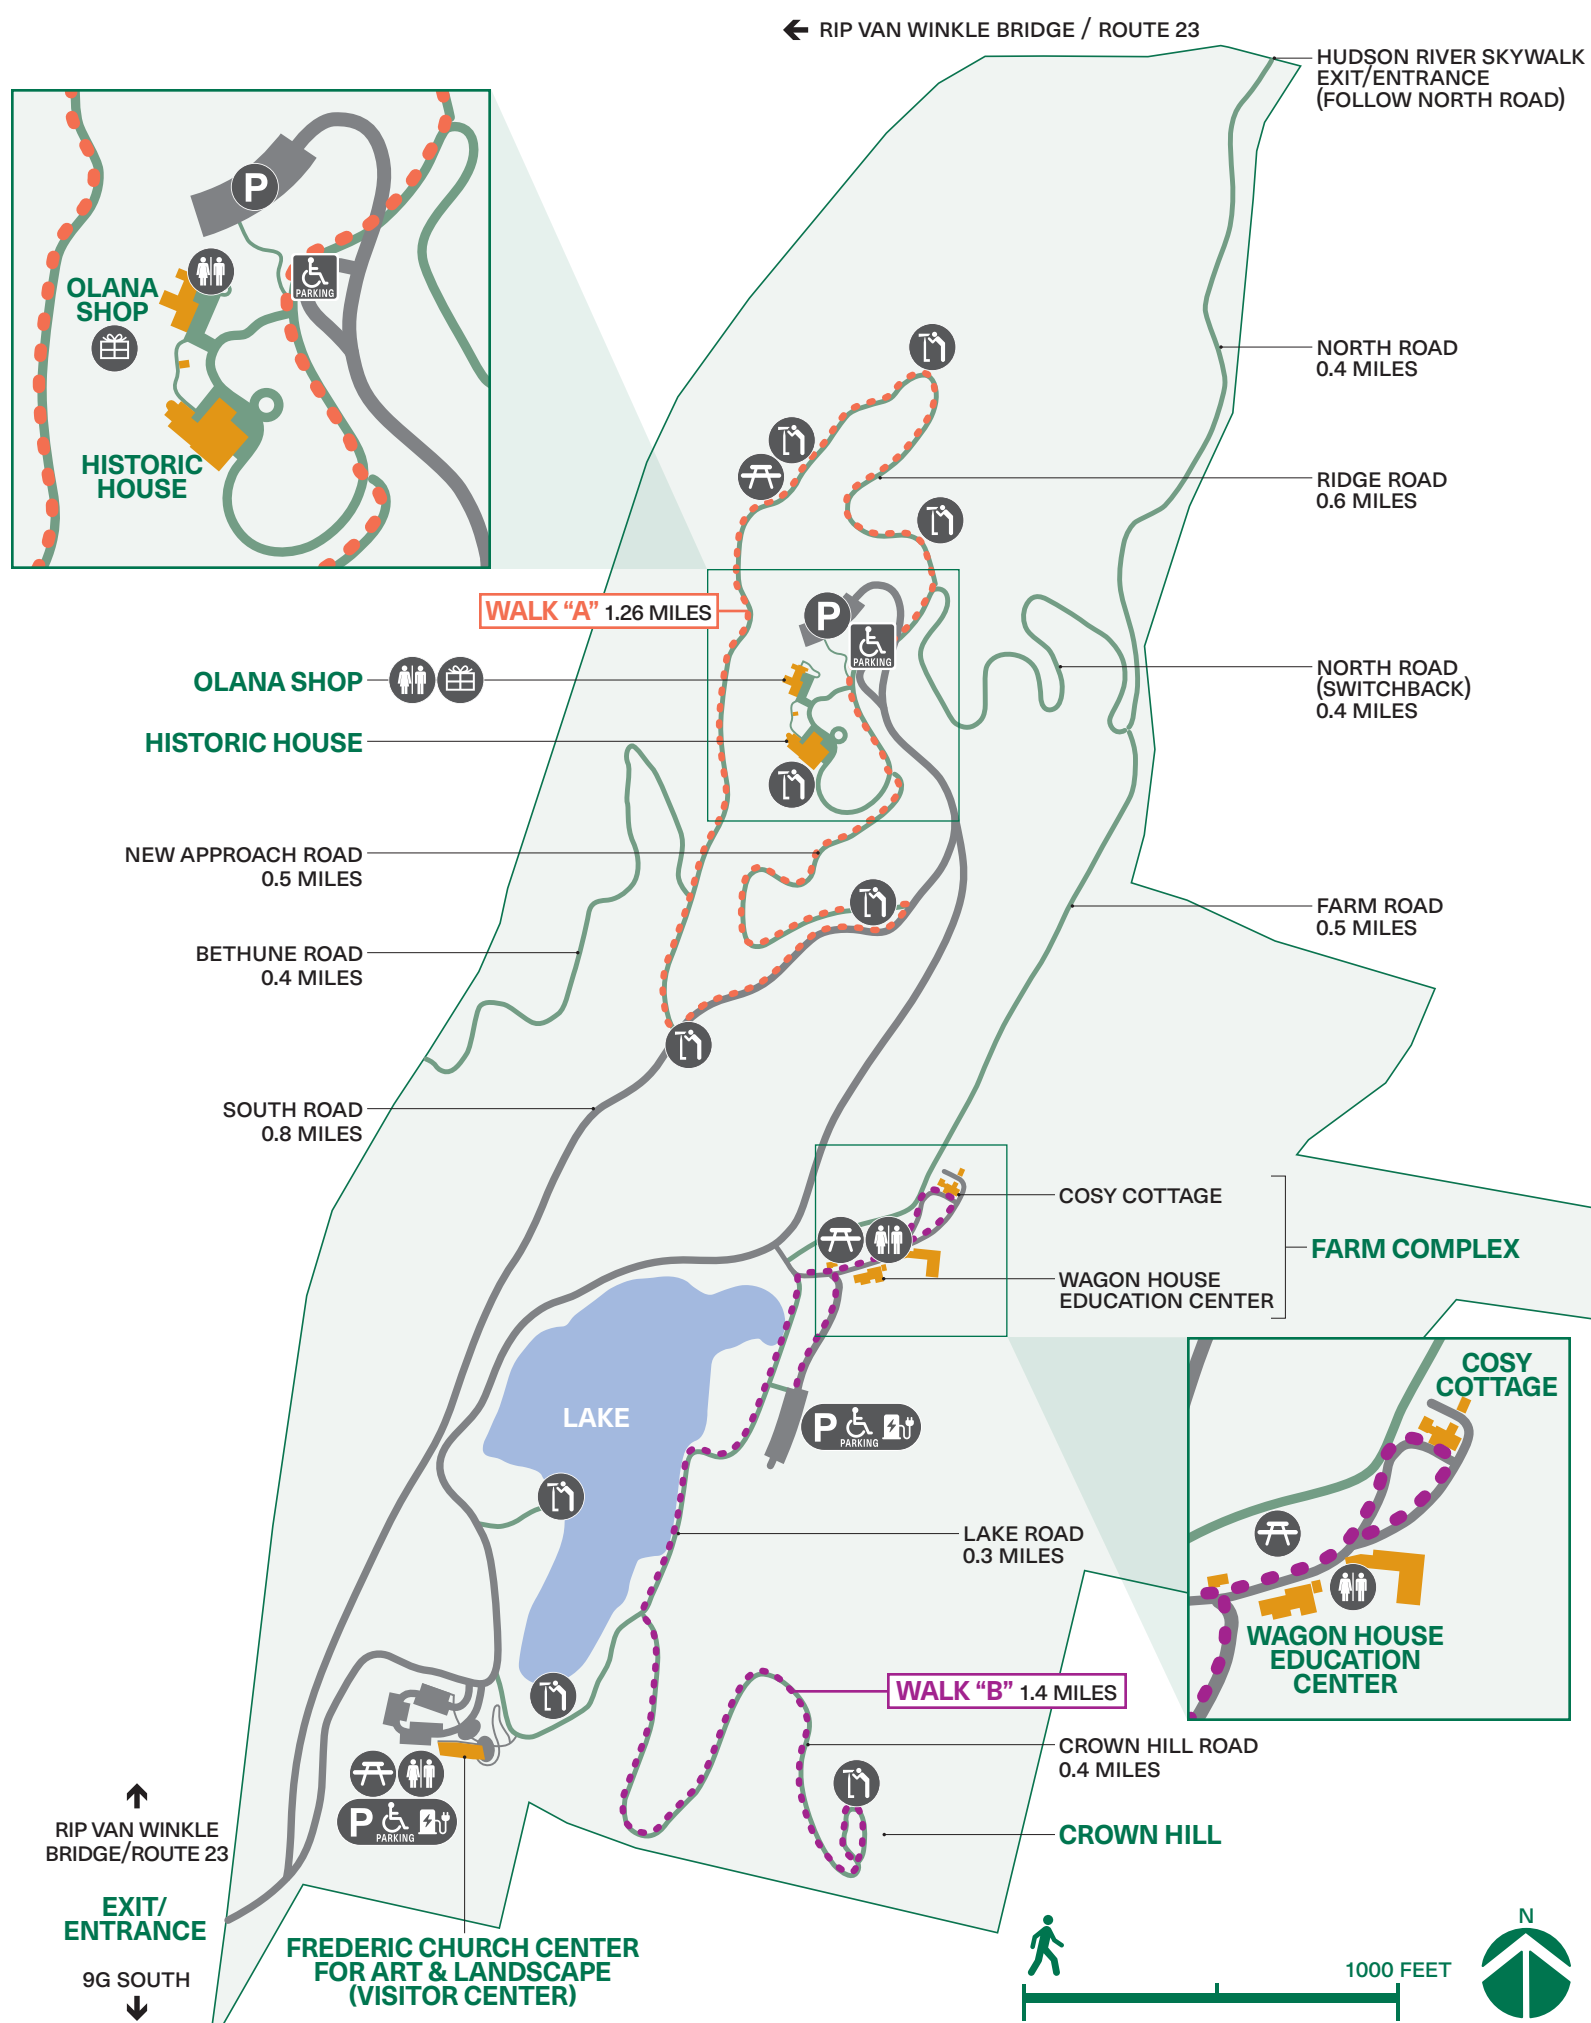 ← RIP VAN WINKLE BRIDGE / ROUTE 23
HUDSON RIVER SKYWALK
EXIT/ENTRANCE
(FOLLOW NORTH ROAD)
P
PARKING
OLANA
SHOP
HISTORIC
HOUSE
NORTH ROAD
0.4 MILES
RIDGE ROAD
0.6 MILES
WALK “A” 1.26 MILES
P
PARKING
OLANA SHOP
HISTORIC HOUSE
NORTH ROAD
(SWITCHBACK)
0.4 MILES
NEW APPROACH ROAD
0.5 MILES
FARM ROAD
0.5 MILES
BETHUNE ROAD
0.4 MILES
SOUTH ROAD
0.8 MILES
COSY COTTAGE
FARM COMPLEX
WAGON HOUSE
EDUCATION CENTER
COSY
COTTAGE
LAKE
P
PARKING
LAKE ROAD
0.3 MILES
WAGON HOUSE
EDUCATION
CENTER
WALK “B” 1.4 MILES
CROWN HILL ROAD
0.4 MILES
CROWN HILL
P
PARKING
RIP VAN WINKLE
BRIDGE/ROUTE 23
EXIT/
ENTRANCE
9G SOUTH
FREDERIC CHURCH CENTER
FOR ART & LANDSCAPE
(VISITOR CENTER)
1000 FEET
N